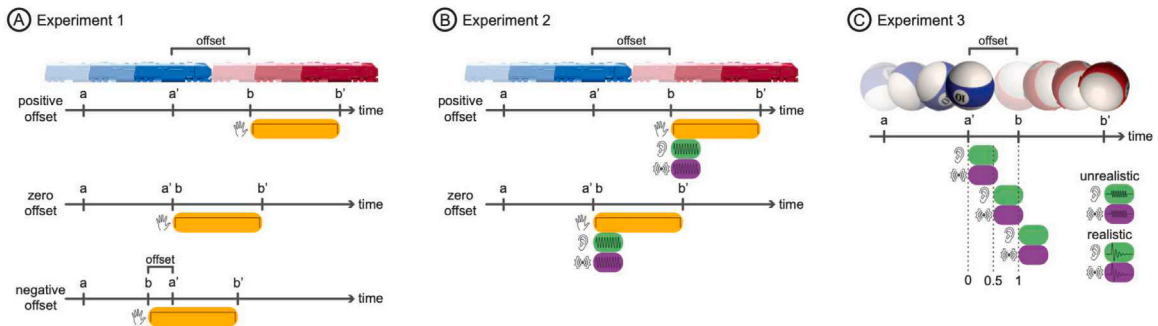 A Experiment 1
offset
a a' b b' time
positive
offset
a a' b b' time
zero
offset
offset
a b a' b' time
negative
offset
B Experiment 2
offset
a a' b b' time
positive
offset
a a' b b' time
zero
offset
C Experiment 3
offset
10
a a' b b' time
unrealistic
realistic
0 0.5 1